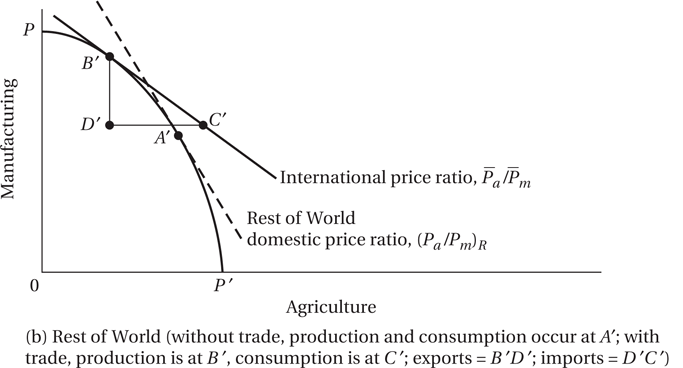 P
B′
D′
C′
A′
Manufacturing
International price ratio, P̅a/P̅m
Rest of World
domestic price ratio, (Pa/Pm)R
0
P′
Agriculture
(b) Rest of World (without trade, production and consumption occur at A′; with
trade, production is at B′, consumption is at C′; exports = B′D′; imports = D′C′)